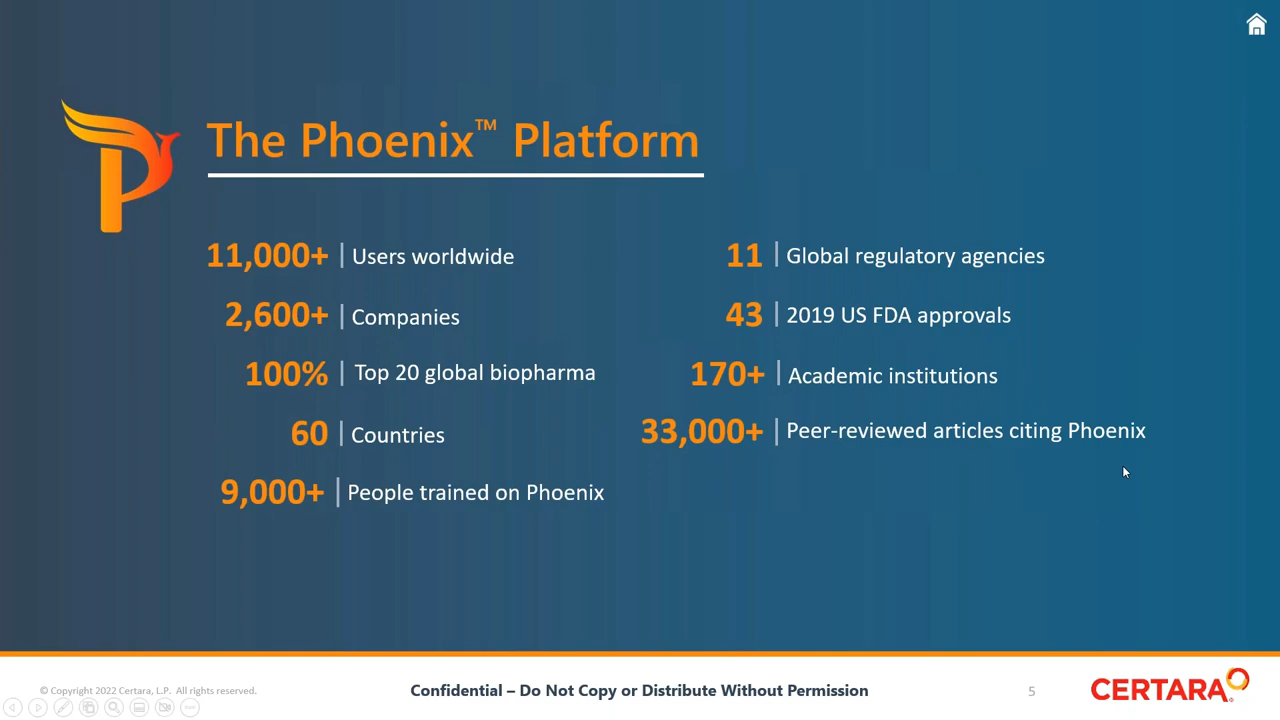 The Phoenix™ Platform
11,000+ | Users worldwide
2,600+ | Companies
100% | Top 20 global biopharma
60 | Countries
9,000+ | People trained on Phoenix
11 | Global regulatory agencies
43 | 2019 US FDA approvals
170+ | Academic institutions
33,000+ | Peer-reviewed articles citing Phoenix
© Copyright 2022 Certara, L.P. All rights reserved.
Confidential – Do Not Copy or Distribute Without Permission
5
CERTARA